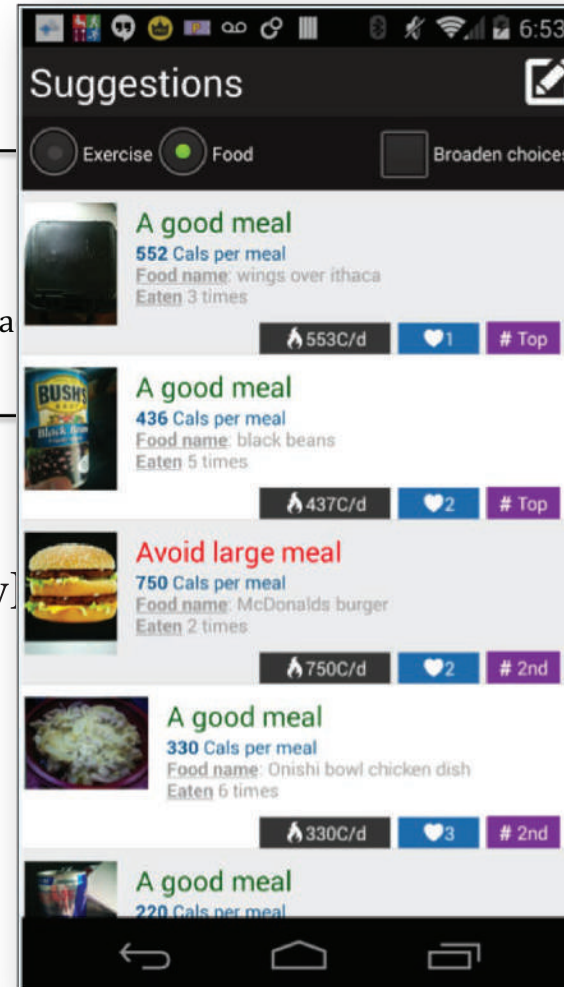 6:53
Suggestions
Exercise Food Broaden choices
A good meal
552 Cals per meal
Food name: wings over ithaca
Eaten 3 times
553C/d 1 # Top
a
BUSH'S
BEST
Black Beans
A good meal
436 Cals per meal
Food name: black beans
Eaten 5 times
437C/d 2 # Top
Avoid large meal
750 Cals per meal
Food name: McDonalds burger
Eaten 2 times
y]
750C/d 2 # 2nd
A good meal
330 Cals per meal
Food name: Onishi bowl chicken dish
Eaten 6 times
330C/d 3 # 2nd
A good meal
220 Cals per meal